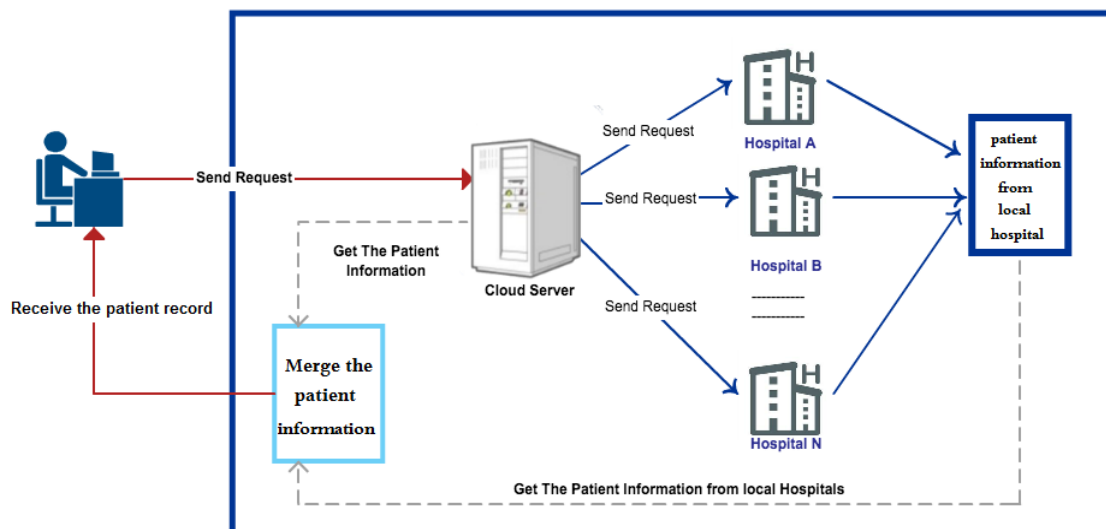 Send Request
Cloud Server
Get The Patient
Information
Receive the patient record
Merge the
patient
information
Send Request
Send Request
Send Request
H
Hospital A
Hospital B
-----------
-----------
H
Hospital N
patient
information
from
local
hospital
Get The Patient Information from local Hospitals